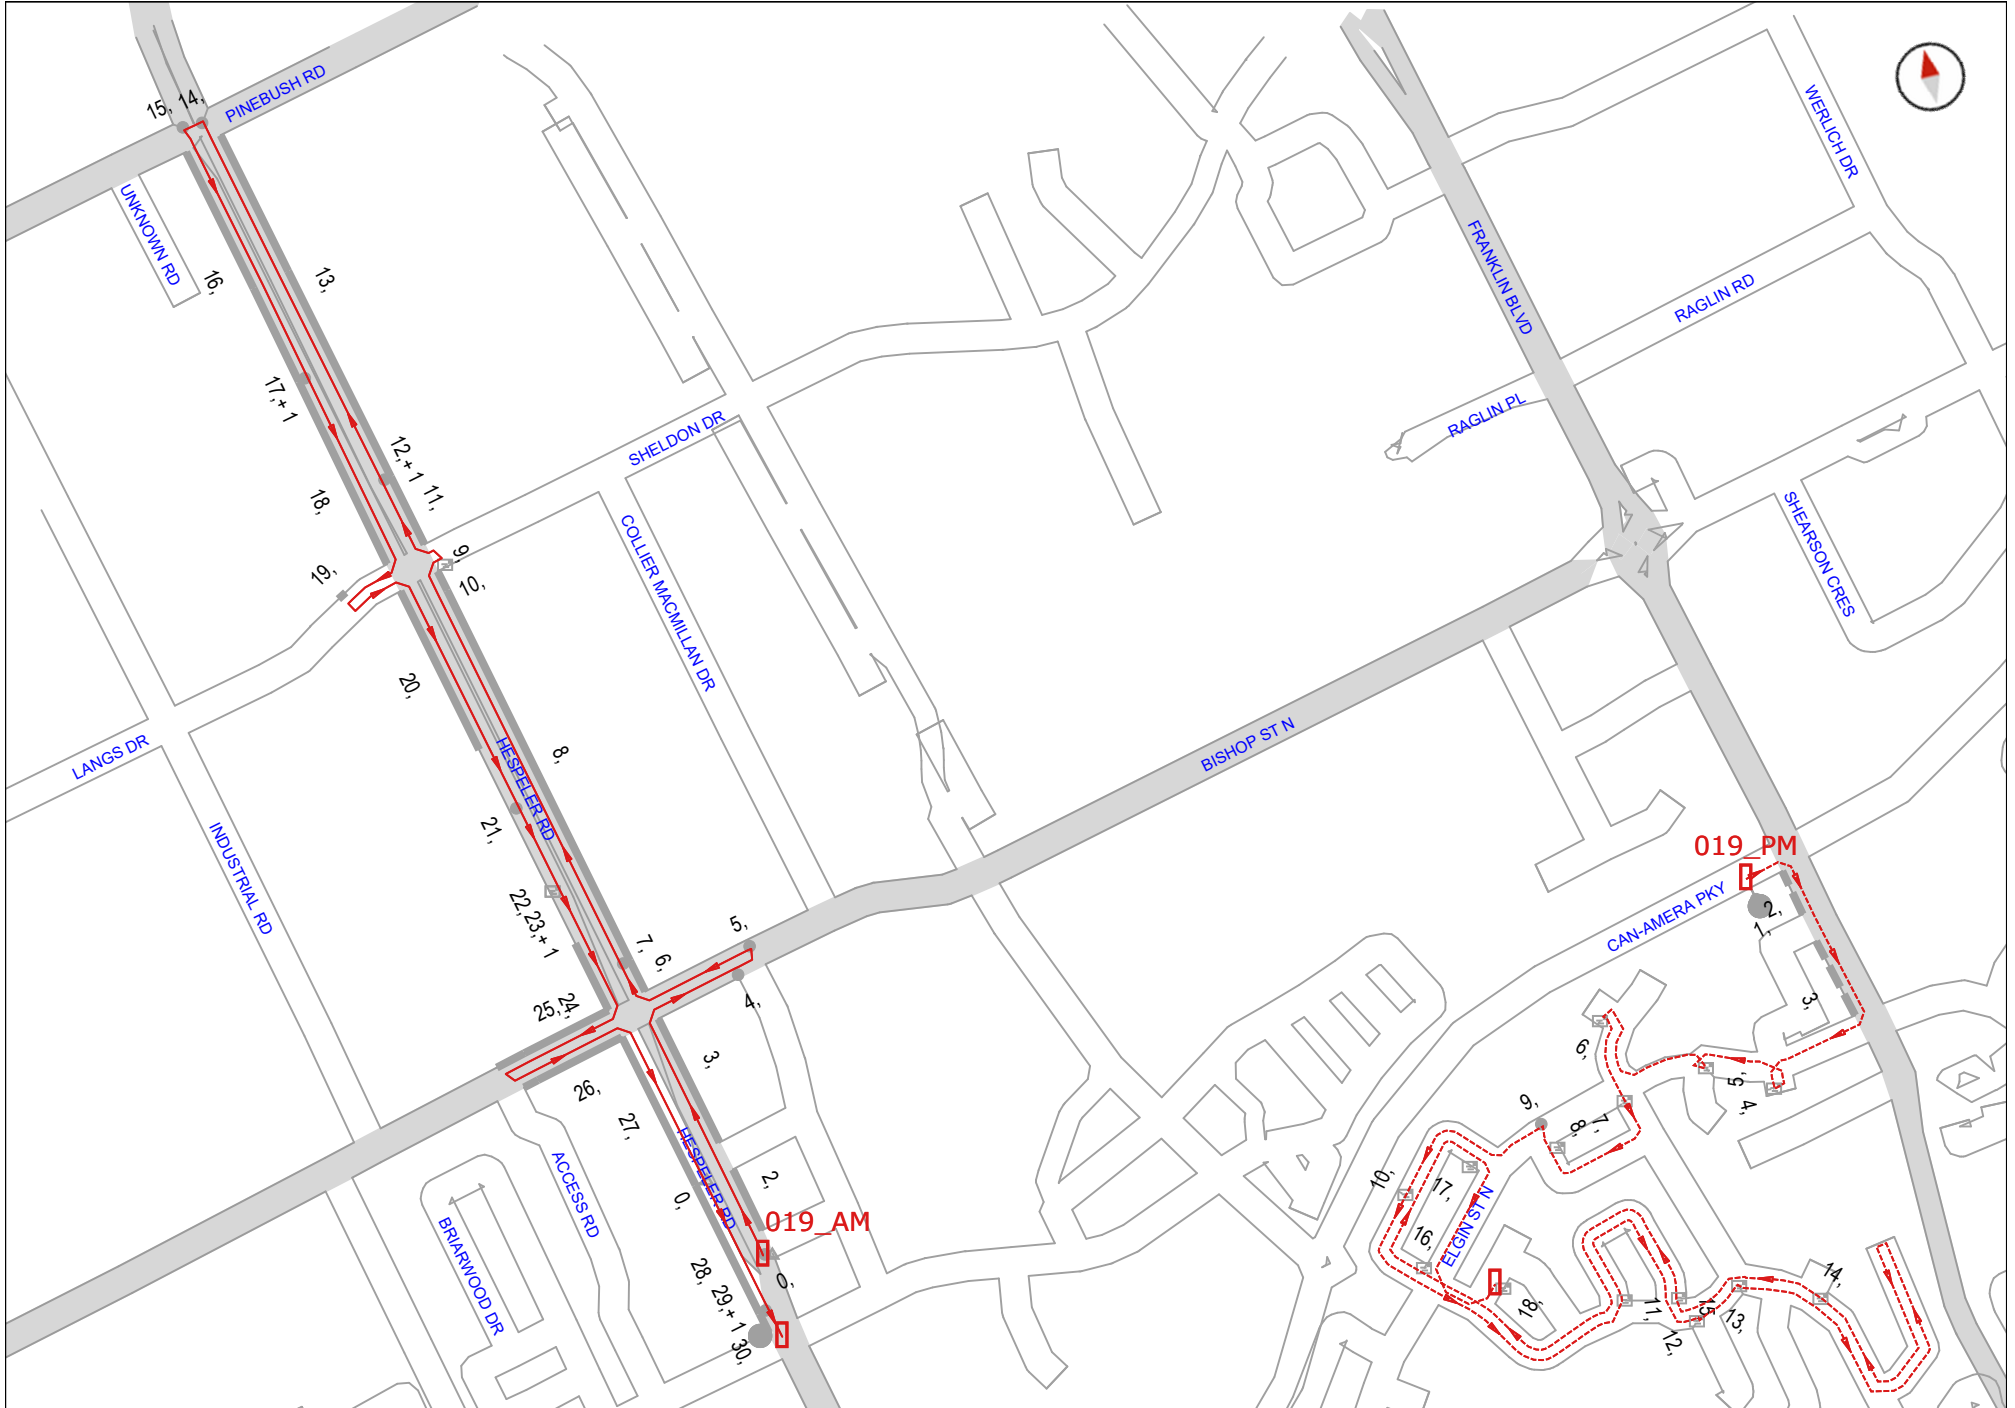 15, 14,
PINEBUSH RD
WERLICH DR
UNKNOWN RD
16,
13,
FRANKLIN BLVD
RAGLIN RD
17,+ 1
RAGLIN PL
SHELDON DR
12,+ 1
11,
18,
SHEARSON CRES
COLLIER MACMILLAN DR
9,
10,
19,
20,
LANGS DR
HESPELER RD
8,
BISHOP ST N
21,
INDUSTRIAL RD
019_PM
CAN-AMERA PKY
2,
1,
22,23,+ 1
5,
7,
6,
4,
3,
25,
24,
3,
6,
5,
4,
26,
27,
9,
8,
7,
HESPELER RD
2,
ACCESS RD
0,
10,
17,
16,
ELGIN ST N
019_AM
BRIARWOOD DR
28,
29,+ 1
30,
0,
18,
11,
15,
12,
13,
14,